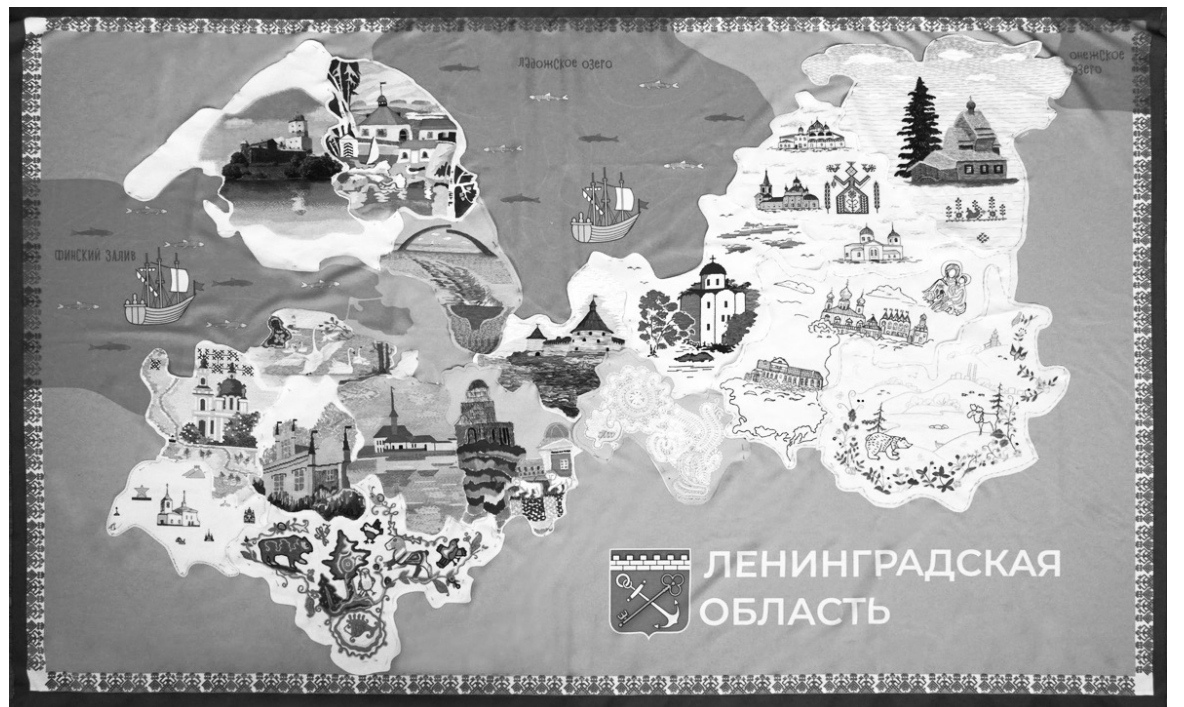 ладожское озеро
онежское
озеро
финский залив
ЛЕНИНГРАДСКАЯ
ОБЛАСТЬ